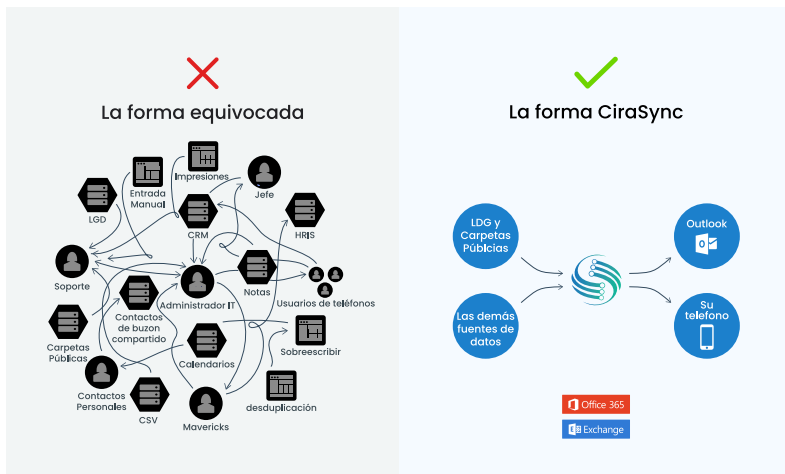 La forma equivocada
Impresiones
Entrada
Manual
Jefe
LGD
CRM
HRIS
Soporte
Administrador IT
Notas
Usuarios de teléfonos
Contactos
de buzon
compartido
Carpetas
Públicas
Calendarios
Sobreescribir
Contactos
Personales
CSV
Mavericks
desduplicación
La forma CiraSync
LDG y
Carpetas
Públcias
Outlook
Las demás
fuentes de
datos
Su
telefono
Office 365
Exchange